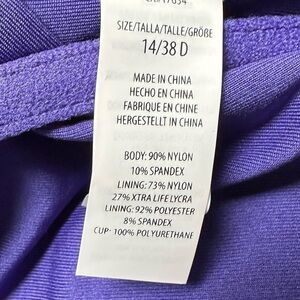 SIZE/TALLA/TALLE/GRÖßE
14/38 D
MADE IN CHINA
HECHO EN CHINA
FABRIQUE EN CHINE
HERGESTELLT IN CHINA
BODY: 90% NYLON
10% SPANDEX
LINING: 73% NYLON
27% XTRA LIFE LYCRA
LINING: 92% POLYESTER
8% SPANDEX
CUP: 100% POLYURETHANE